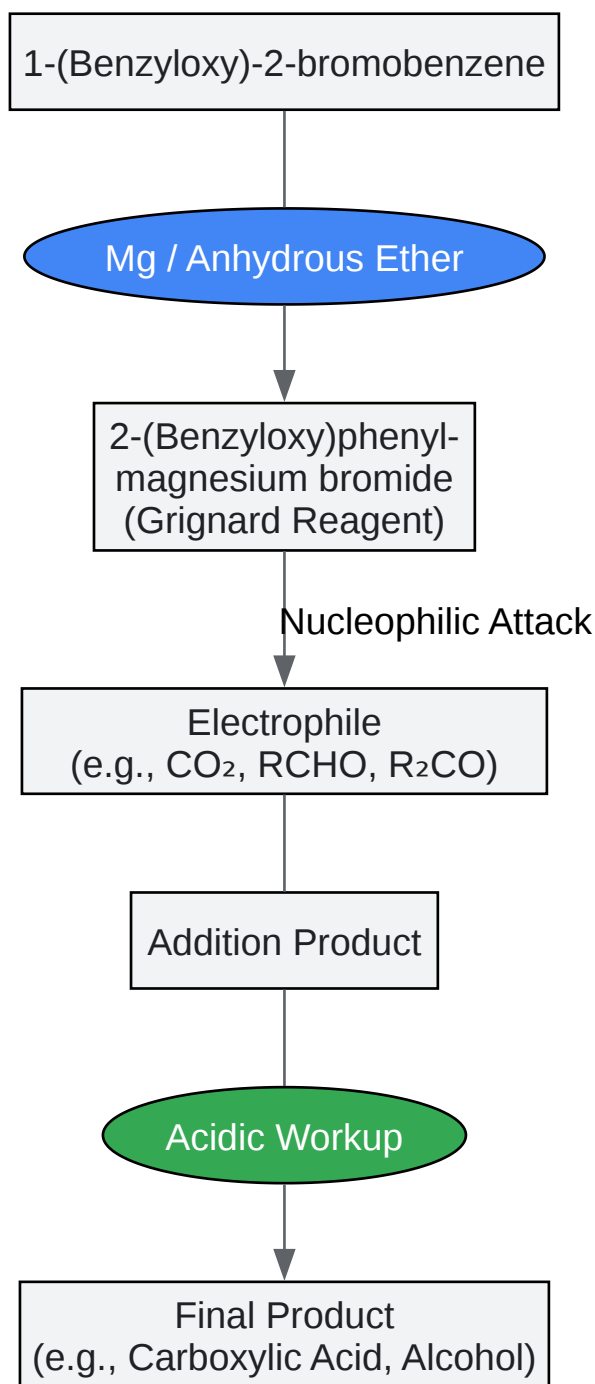 1-(Benzyloxy)-2-bromobenzene
Mg / Anhydrous Ether
2-(Benzyloxy)phenyl-
magnesium bromide
(Grignard Reagent)
Nucleophilic Attack
Electrophile
(e.g., CO₂, RCHO, R₂CO)
Addition Product
Acidic Workup
Final Product
(e.g., Carboxylic Acid, Alcohol)